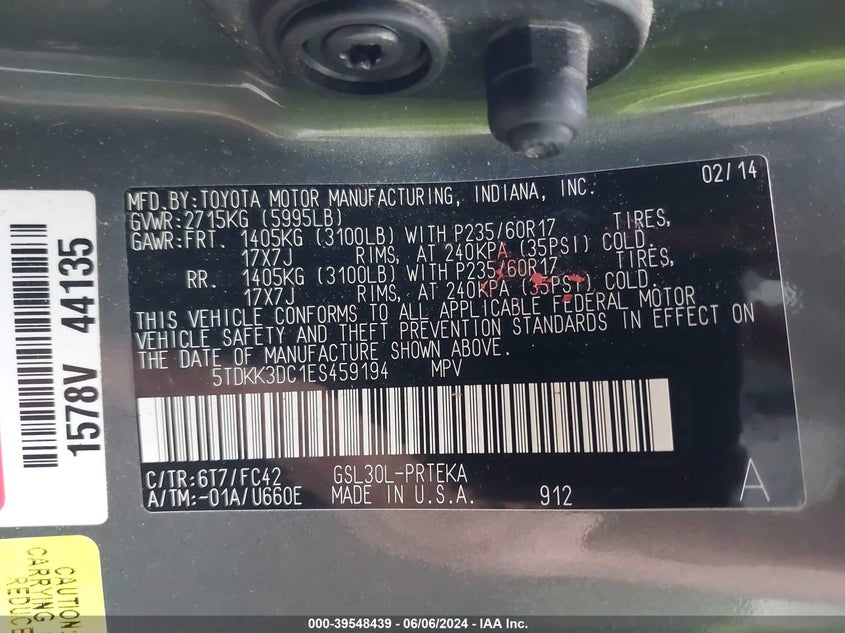 MFD.BY:TOYOTA MOTOR MANUFACTURING, INDIANA, INC. 02/14
GVWR:2715KG (5995LB)
GAWR:FRT. 1405KG (3100LB) WITH P235/60R17 TIRES,
17X7J RIMS, AT 240KPA (35PSI) COLD.
RR. 1405KG (3100LB) WITH P235/60R17 TIRES,
17X7J RIMS, AT 240KPA (35PSI) COLD.
THIS VEHICLE CONFORMS TO ALL APPLICABLE FEDERAL MOTOR
VEHICLE SAFETY AND THEFT PREVENTION STANDARDS IN EFFECT ON
THE DATE OF MANUFACTURE SHOWN ABOVE.
5TDKK3DC1ES459194 MPV
C/TR:6T7/FC42 GSL30L-PRTEKA
A/TM:-01A/U660E MADE IN U.S.A. 912
A
1578V 44135
CAUTION
CARRYING
REDUCE
000-39548439 - 06/06/2024 - IAA Inc.